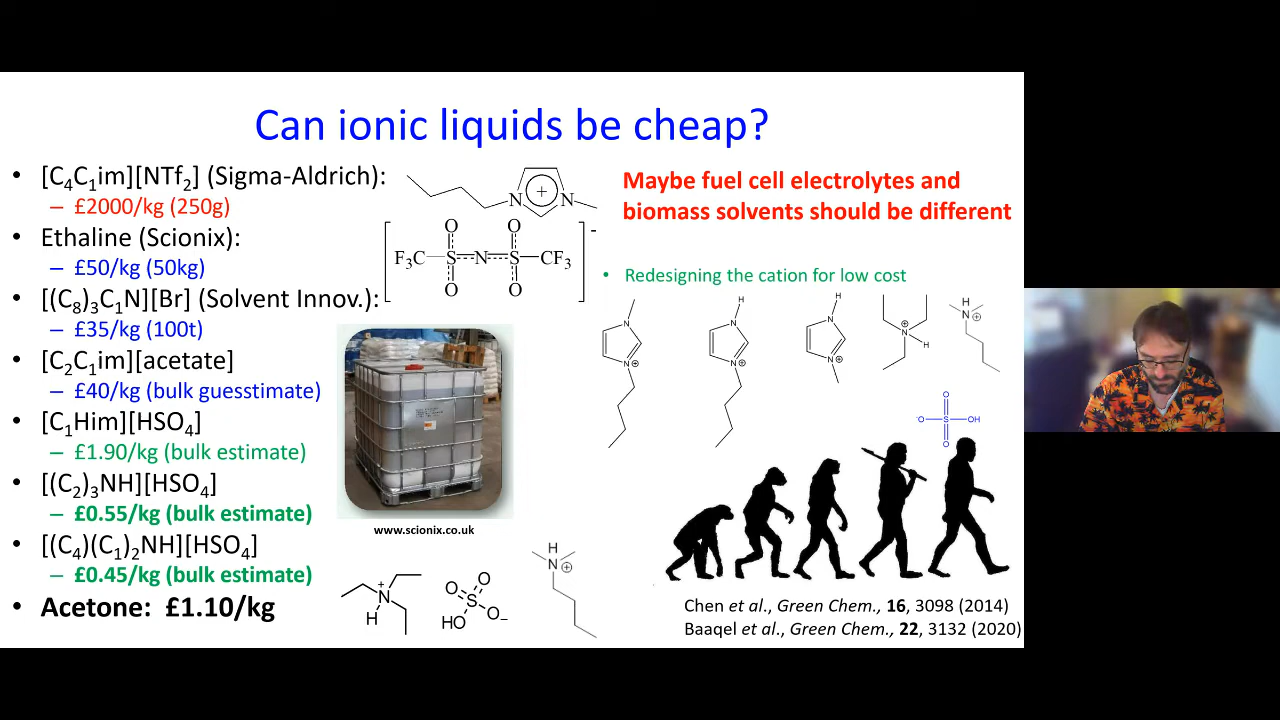 Can ionic liquids be cheap?
• [C₄C₁im][NTf₂] (Sigma-Aldrich):
– £2000/kg (250g)
• Ethaline (Scionix):
– £50/kg (50kg)
• [(C₈)₃C₁N][Br] (Solvent Innov.):
– £35/kg (100t)
• [C₂C₁im][acetate]
– £40/kg (bulk guesstimate)
• [C₁Him][HSO₄]
– £1.90/kg (bulk estimate)
• [(C₂)₃NH][HSO₄]
– £0.55/kg (bulk estimate)
• [(C₄)(C₁)₂NH][HSO₄]
– £0.45/kg (bulk estimate)
• Acetone: £1.10/kg
N + N
O O
F₃C S N S CF₃
O O
–
www.scionix.co.uk
+
N
H
O O
S
HO O–
H
N +
Maybe fuel cell electrolytes and
biomass solvents should be different
• Redesigning the cation for low cost
N
N +
H
N
N +
H
N
N +
+
N
H
H
N +
O
-O S OH
O
Chen et al., Green Chem., 16, 3098 (2014)
Baaqel et al., Green Chem., 22, 3132 (2020)